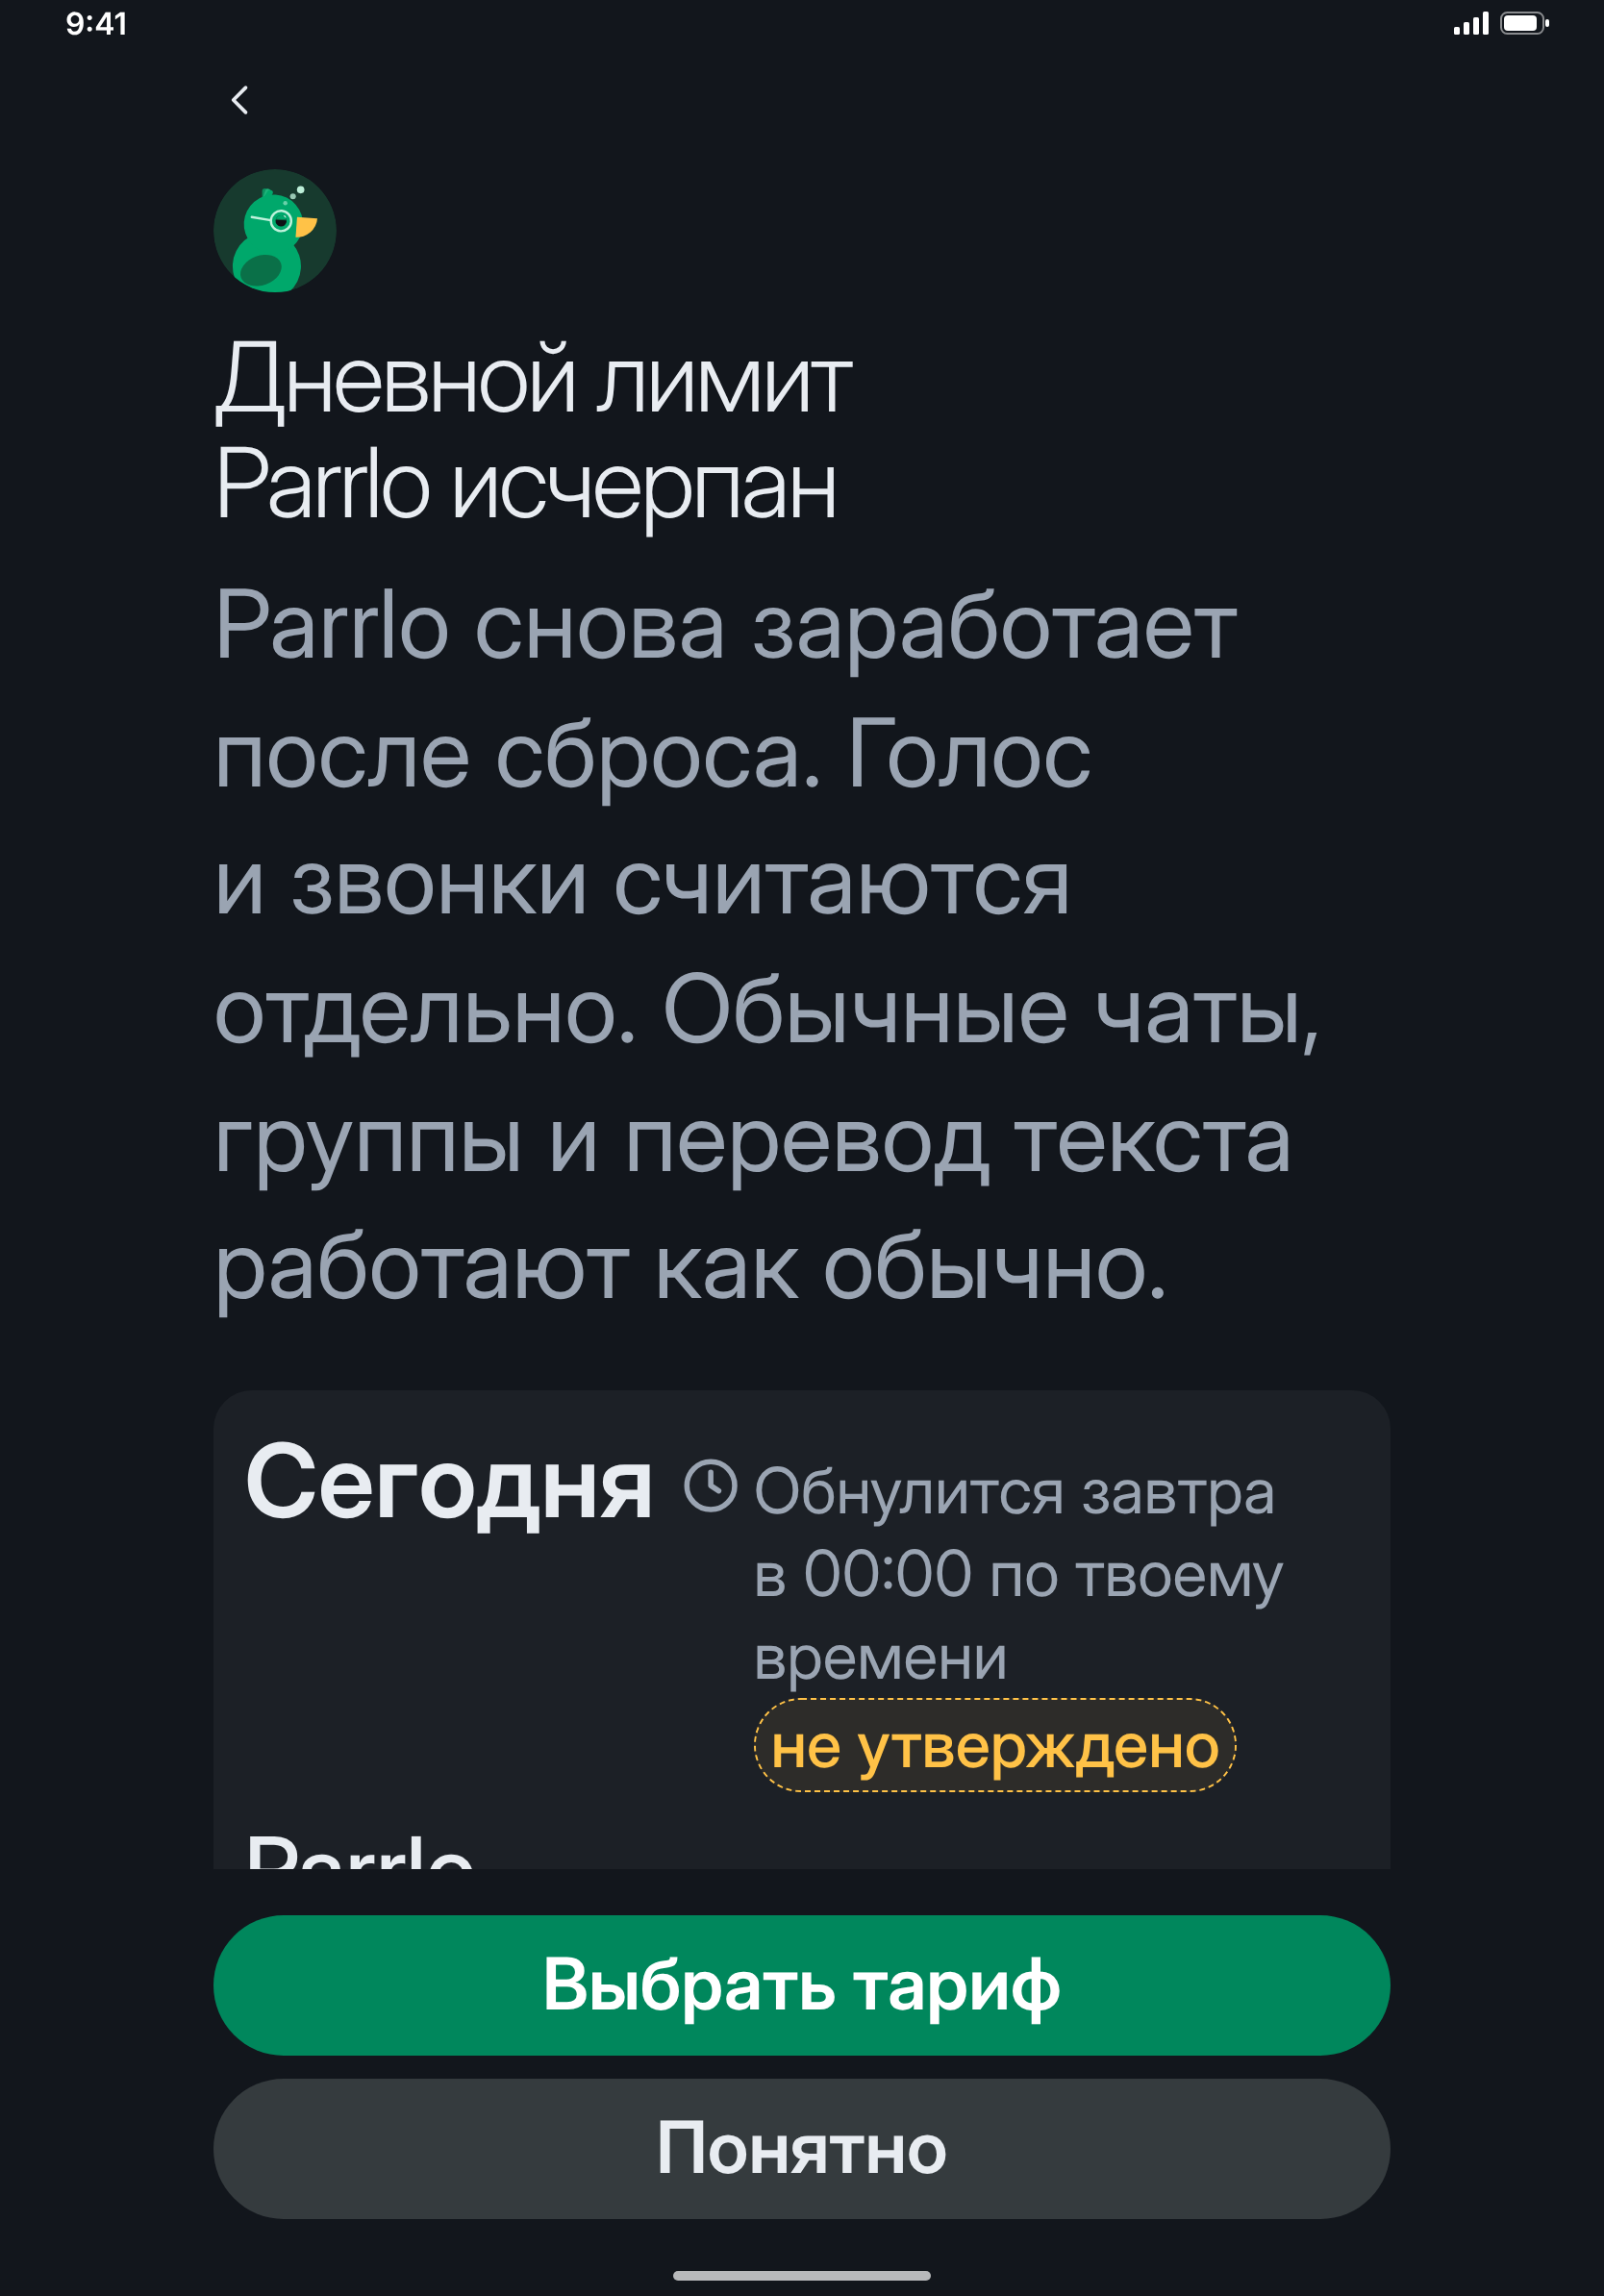 9:41
Дневной лимит
Parrlo исчерпан
Parrlo снова заработает
после сброса. Голос
и звонки считаются
отдельно. Обычные чаты,
группы и перевод текста
работают как обычно.
Сегодня
Обнулится завтра
в 00:00 по твоему
времени
не утверждено
Parrlo
Выбрать тариф
Понятно